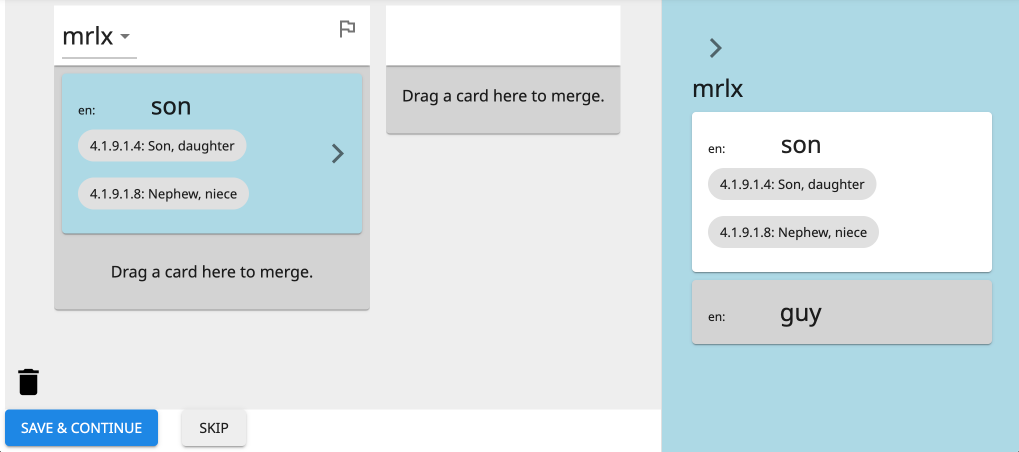 mrlx
en: son
4.1.9.1.4: Son, daughter
4.1.9.1.8: Nephew, niece
Drag a card here to merge.
Drag a card here to merge.
SAVE & CONTINUE
SKIP
mrlx
en: son
4.1.9.1.4: Son, daughter
4.1.9.1.8: Nephew, niece
en: guy